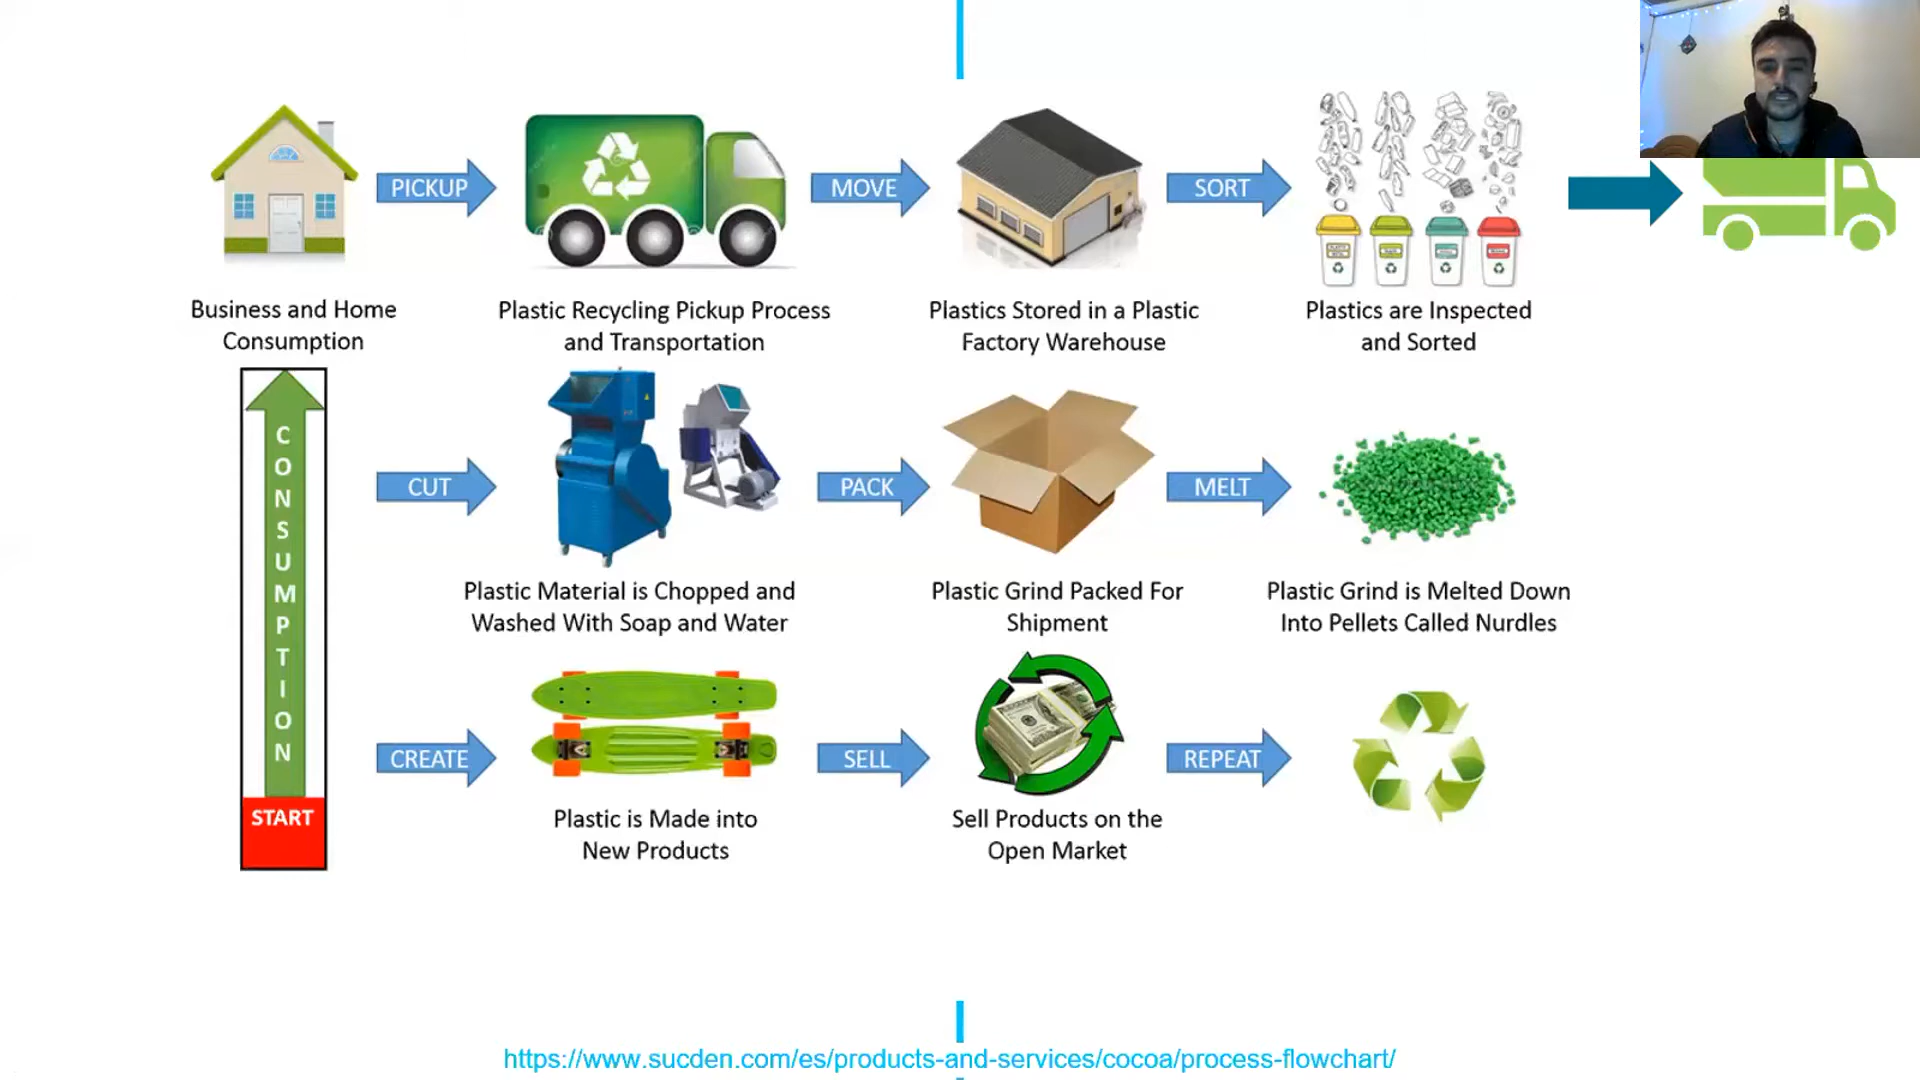 PICKUP
MOVE
SORT
Business and Home
Consumption
Plastic Recycling Pickup Process
and Transportation
Plastics Stored in a Plastic
Factory Warehouse
Plastics are Inspected
and Sorted
CONSUMPTION
START
CUT
PACK
MELT
Plastic Material is Chopped and
Washed With Soap and Water
Plastic Grind Packed For
Shipment
Plastic Grind is Melted Down
Into Pellets Called Nurdles
CREATE
SELL
REPEAT
Plastic is Made into
New Products
Sell Products on the
Open Market
https://www.sucden.com/es/products-and-services/cocoa/process-flowchart/